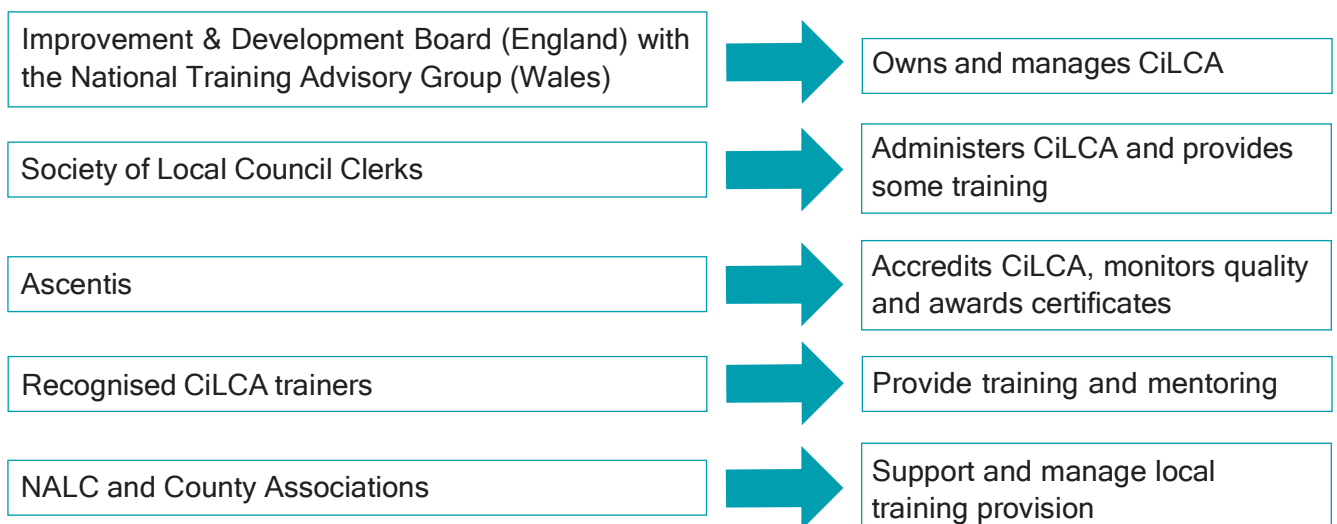 Improvement & Development Board (England) with
the National Training Advisory Group (Wales)
Owns and manages CiLCA
Society of Local Council Clerks
Administers CiLCA and provides
some training
Ascentis
Accredits CiLCA, monitors quality
and awards certificates
Recognised CiLCA trainers
Provide training and mentoring
NALC and County Associations
Support and manage local
training provision